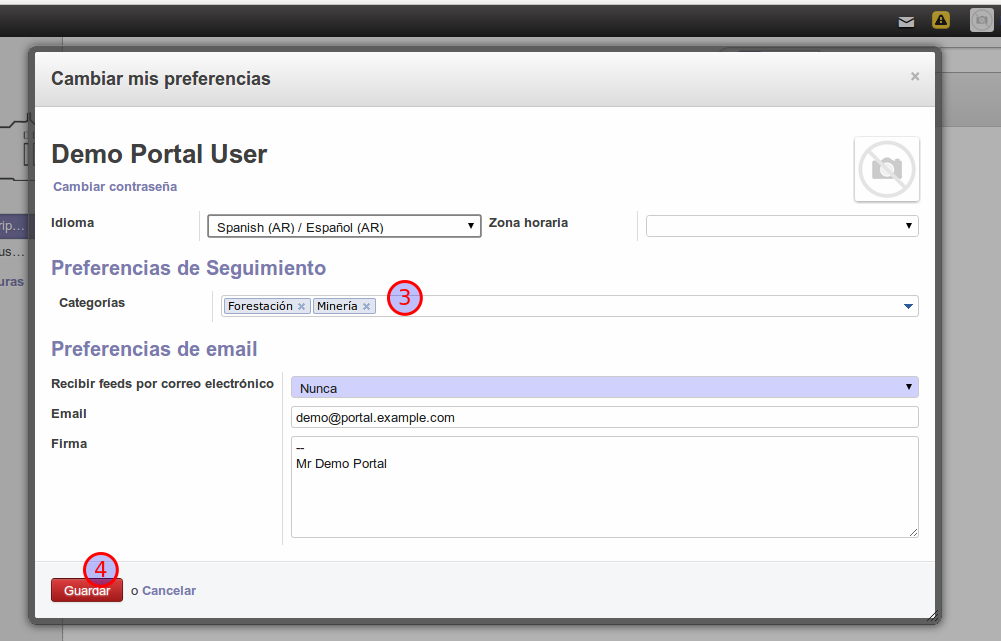 Cambiar mis preferencias ×
Demo Portal User
Cambiar contraseña
Idioma Spanish (AR) / Español (AR) Zona horaria
Preferencias de Seguimiento
Categorías Forestación × Minería × 3
Preferencias de email
Recibir feeds por correo electrónico Nunca
Email demo@portal.example.com
Firma --
Mr Demo Portal
4
Guardar o Cancelar
rip...
us...
uras